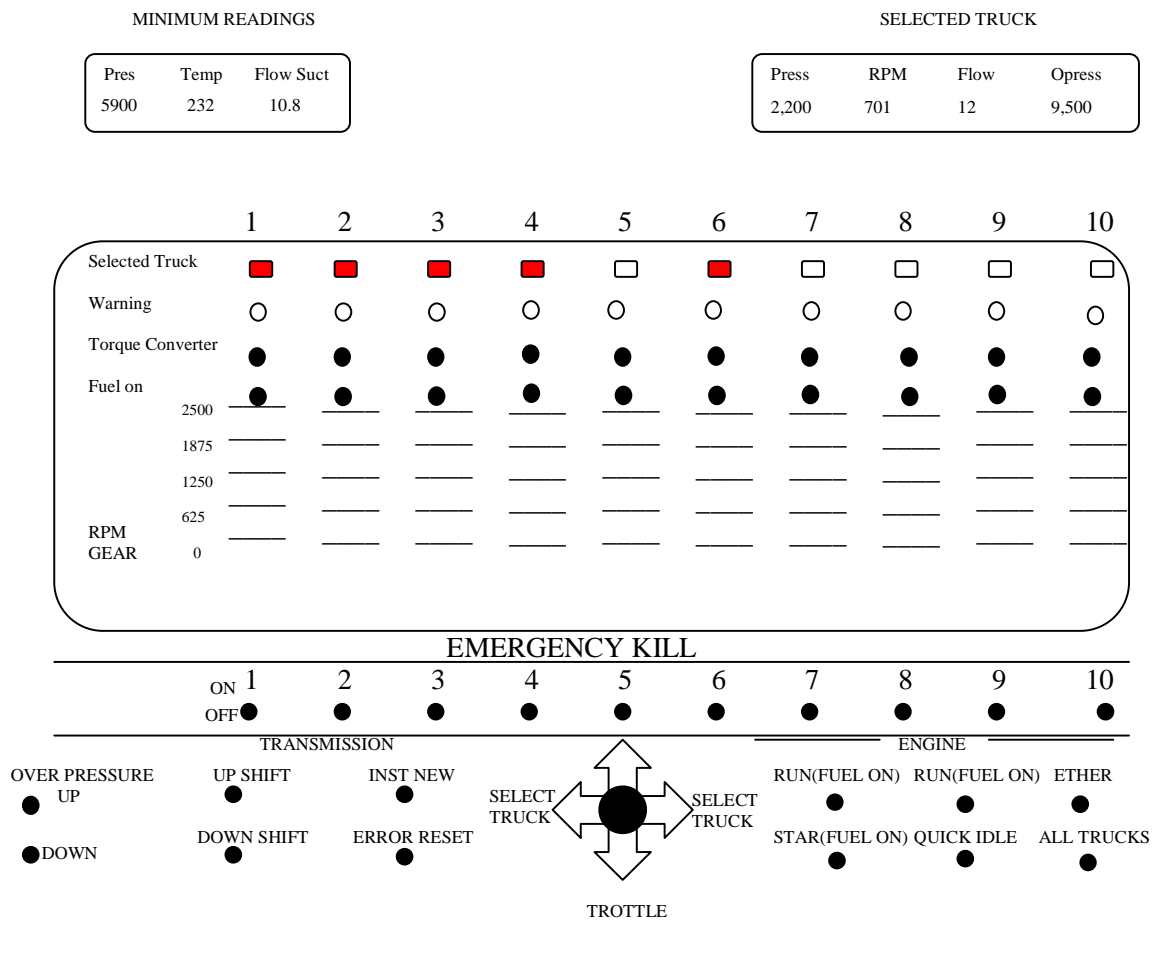 MINIMUM READINGS
SELECTED TRUCK
Pres Temp Flow Suct
5900 232 10.8
Press RPM Flow Opress
2,200 701 12 9,500
1 2 3 4 5 6 7 8 9 10
Selected Truck
Warning
Torque Converter
Fuel on
2500
1875
1250
625
RPM
GEAR 0
EMERGENCY KILL
ON 1 2 3 4 5 6 7 8 9 10
OFF
TRANSMISSION
ENGINE
OVER PRESSURE
UP
DOWN
UP SHIFT
INST NEW
DOWN SHIFT
ERROR RESET
SELECT
TRUCK
SELECT
TRUCK
TROTTLE
RUN(FUEL ON) RUN(FUEL ON) ETHER
STAR(FUEL ON) QUICK IDLE ALL TRUCKS